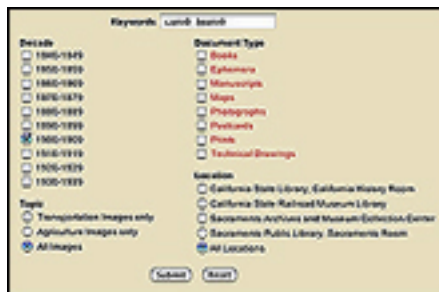 Keywords
Decade
1845-1849
1850-1859
1860-1869
1870-1879
1880-1889
1890-1899
1900-1909
1910-1919
1920-1929
1930-1939
Topic
Transportation Images only
Agriculture Images only
All Images
Document Type
Books
Ephemera
Manuscripts
Maps
Photographs
Postcards
Prints
Technical Drawings
Location
California State Library, California History Room
California State Railroad Museum Library
Sacramento Archives and Museum Collection Center
Sacramento Public Library, Sacramento Room
All Locations
Submit
Reset